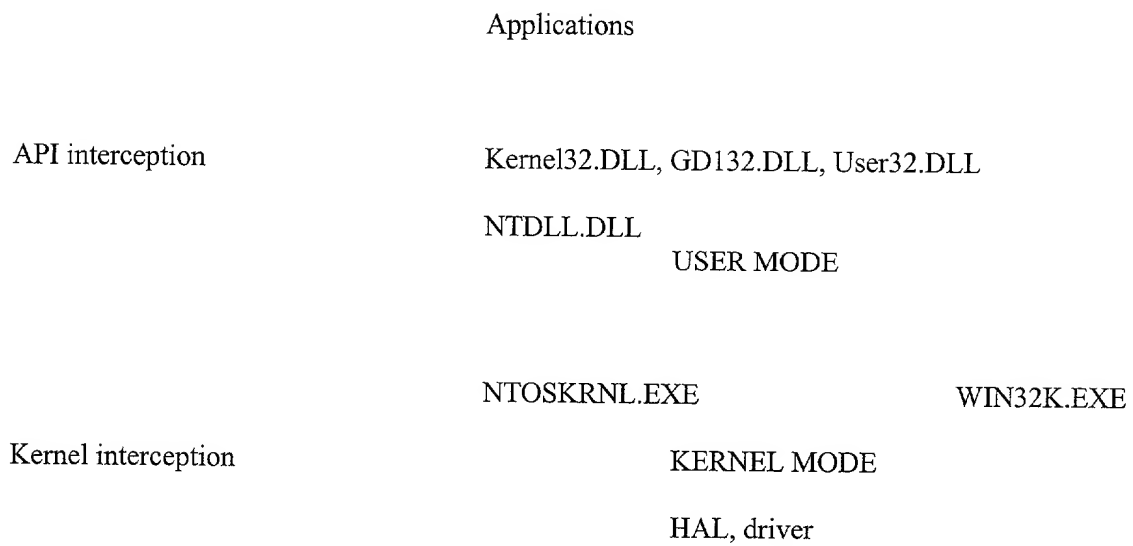 Applications
API interception
Kernel32.DLL, GD132.DLL, User32.DLL
NTDLL.DLL
USER MODE
NTOSKRNL.EXE WIN32K.EXE
Kernel interception
KERNEL MODE
HAL, driver